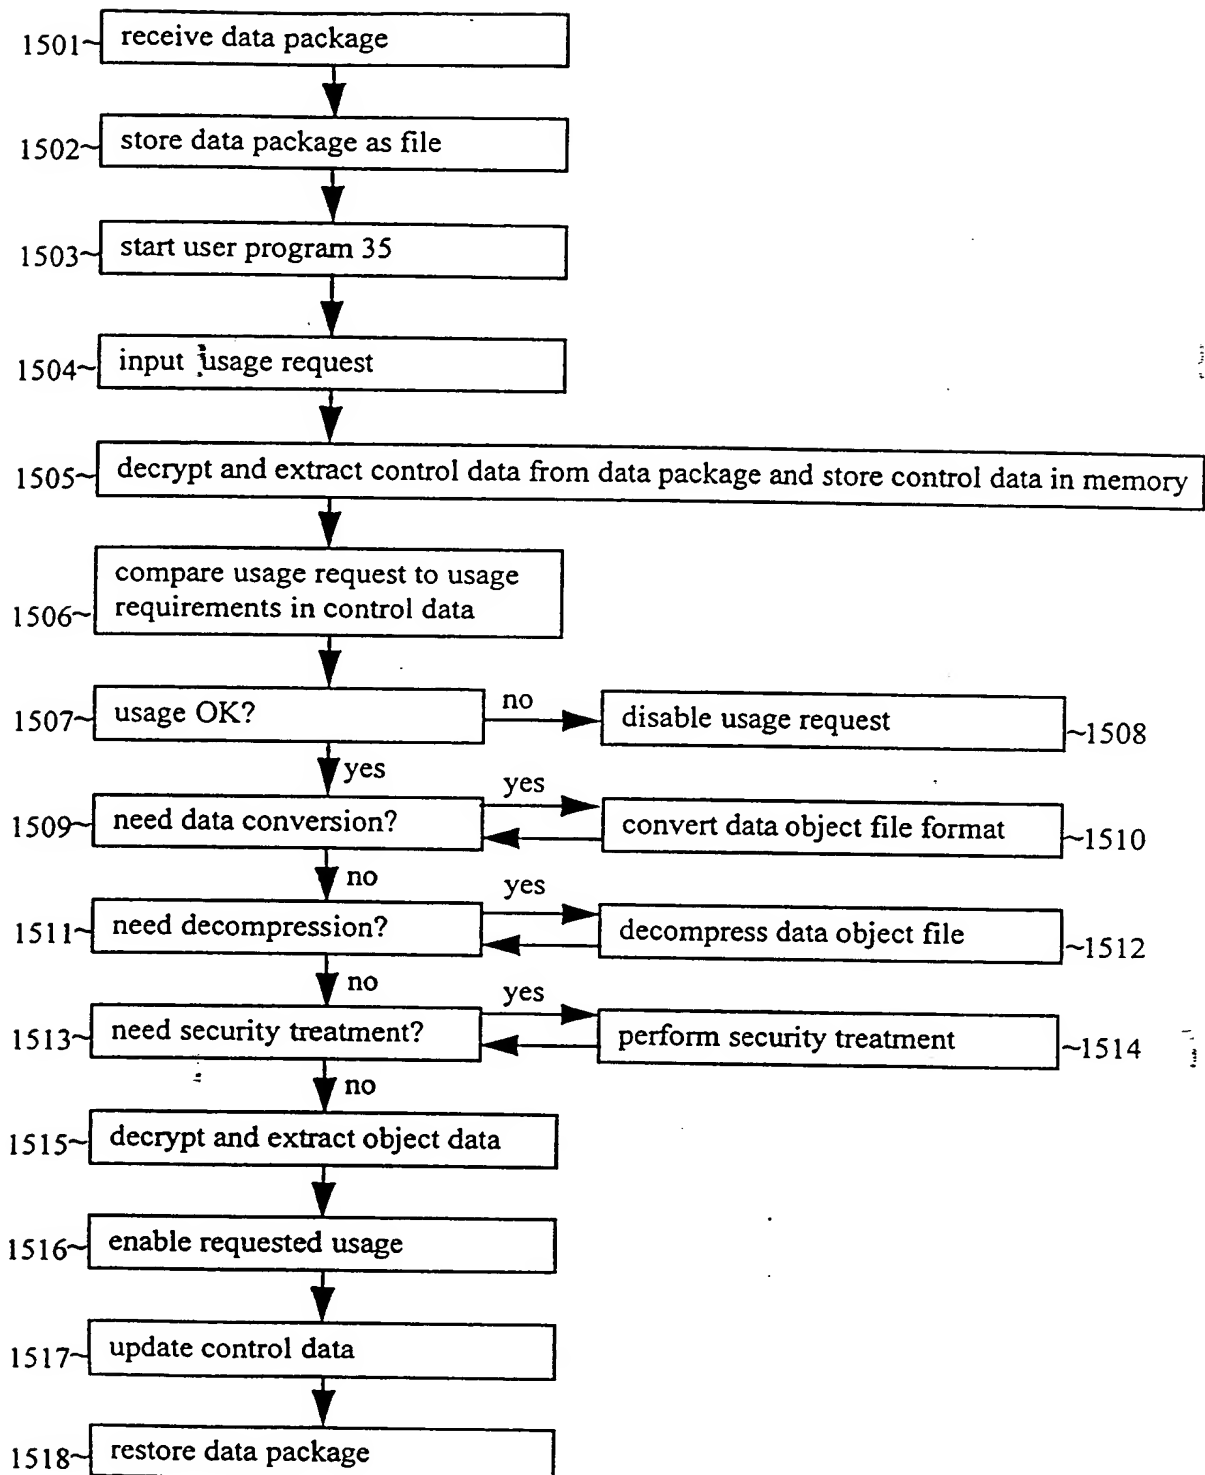 1501~ receive data package
1502~ store data package as file
1503~ start user program 35
1504~ input usage request
1505~ decrypt and extract control data from data package and store control data in memory
compare usage request to usage
1506~ requirements in control data
1507~ usage OK? no disable usage request ~1508
yes
1509~ need data conversion? yes convert data object file format ~1510
no
1511~ need decompression? yes decompress data object file ~1512
no
1513~ need security treatment? yes perform security treatment ~1514
no
1515~ decrypt and extract object data
1516~ enable requested usage
1517~ update control data
1518~ restore data package